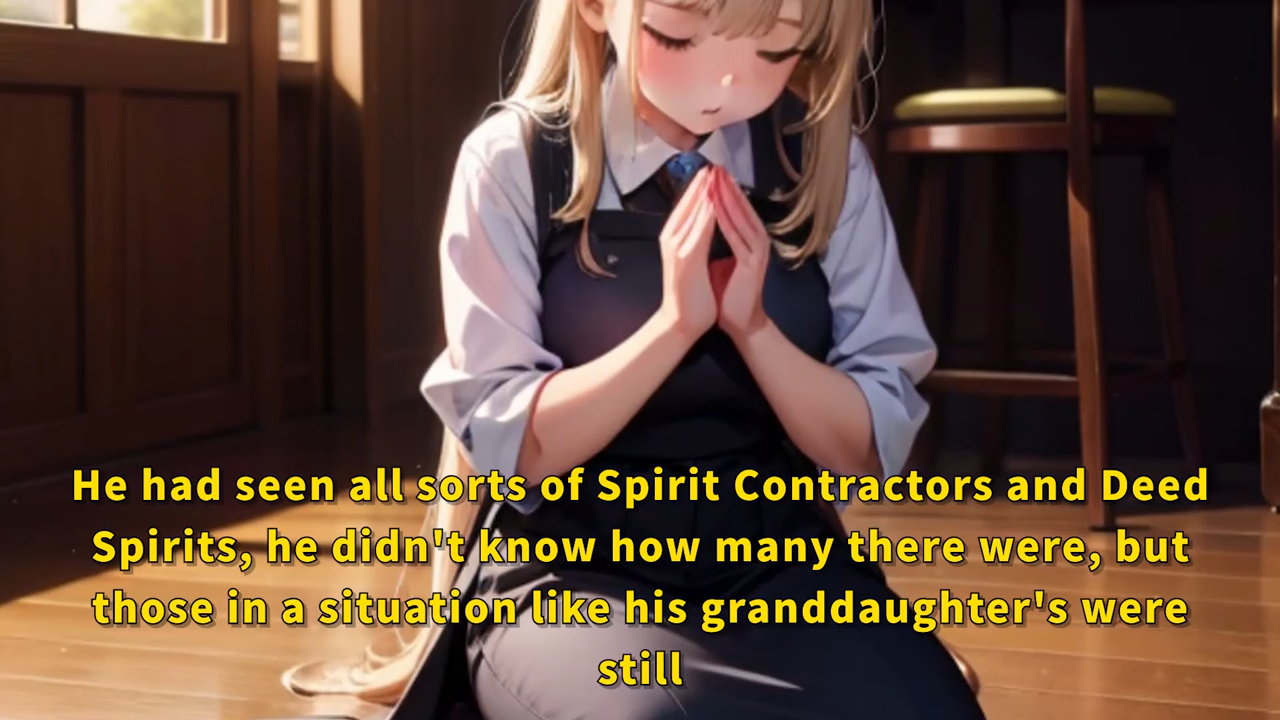 He had seen all sorts of Spirit Contractors and Deed
Spirits, he didn't know how many there were, but
those in a situation like his granddaughter's were
still